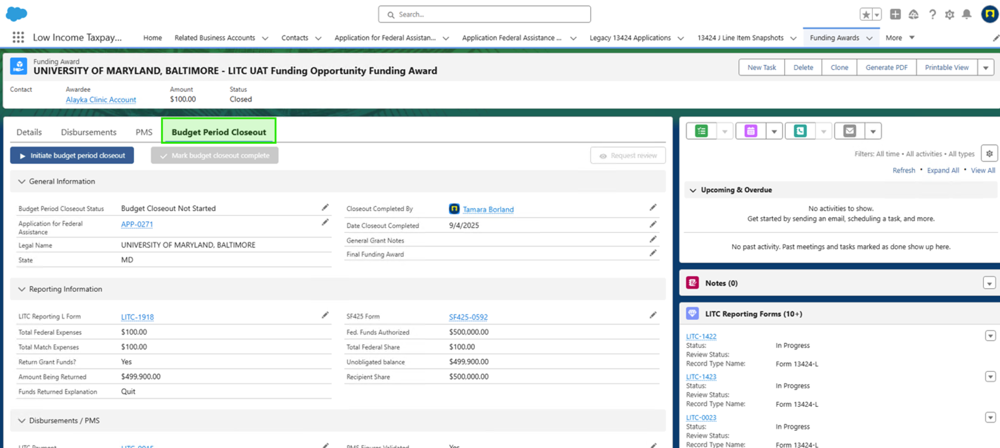 Search...
Low Income Taxpay...
Home
Related Business Accounts
Contacts
Application for Federal Assistan...
Application Federal Assistance ...
Legacy 13424 Applications
13424 J Line Item Snapshots
Funding Awards
More
Funding Award
UNIVERSITY OF MARYLAND, BALTIMORE - LITC UAT Funding Opportunity Funding Award
New Task
Delete
Clone
Generate PDF
Printable View
Contact
Awardee
Alayka Clinic Account
Amount
$100.00
Status
Closed
Details
Disbursements
PMS
Budget Period Closeout
Initiate budget period closeout
Mark budget closeout complete
Request review
General Information
Budget Period Closeout Status
Budget Closeout Not Started
Application for Federal
Assistance
APP-0271
Legal Name
UNIVERSITY OF MARYLAND, BALTIMORE
State
MD
Closeout Completed By
Tamara Borland
Date Closeout Completed
9/4/2025
General Grant Notes
Final Funding Award
Reporting Information
LITC Reporting L Form
LITC-1918
Total Federal Expenses
$100.00
Total Match Expenses
$100.00
Return Grant Funds?
Yes
Amount Being Returned
$499,900.00
Funds Returned Explanation
Quit
SF425 Form
SF425-0592
Fed. Funds Authorized
$500,000.00
Total Federal Share
$100.00
Unobligated balance
$499,900.00
Recipient Share
$500,000.00
Disbursements / PMS
LITC Payment
LITC-0015
PMS Figures Validated
Yes
Filters: All time • All activities • All types
Refresh • Expand All • View All
Upcoming & Overdue
No activities to show.
Get started by sending an email, scheduling a task, and more.
No past activity. Past meetings and tasks marked as done show up here.
Notes (0)
LITC Reporting Forms (10+)
LITC-1422
Status:
In Progress
Review Status:
Record Type Name:
Form 13424-L
LITC-1423
Status:
In Progress
Review Status:
Record Type Name:
Form 13424-L
LITC-0023
Status:
In Progress
Review Status:
Record Type Name:
Form 13424-L